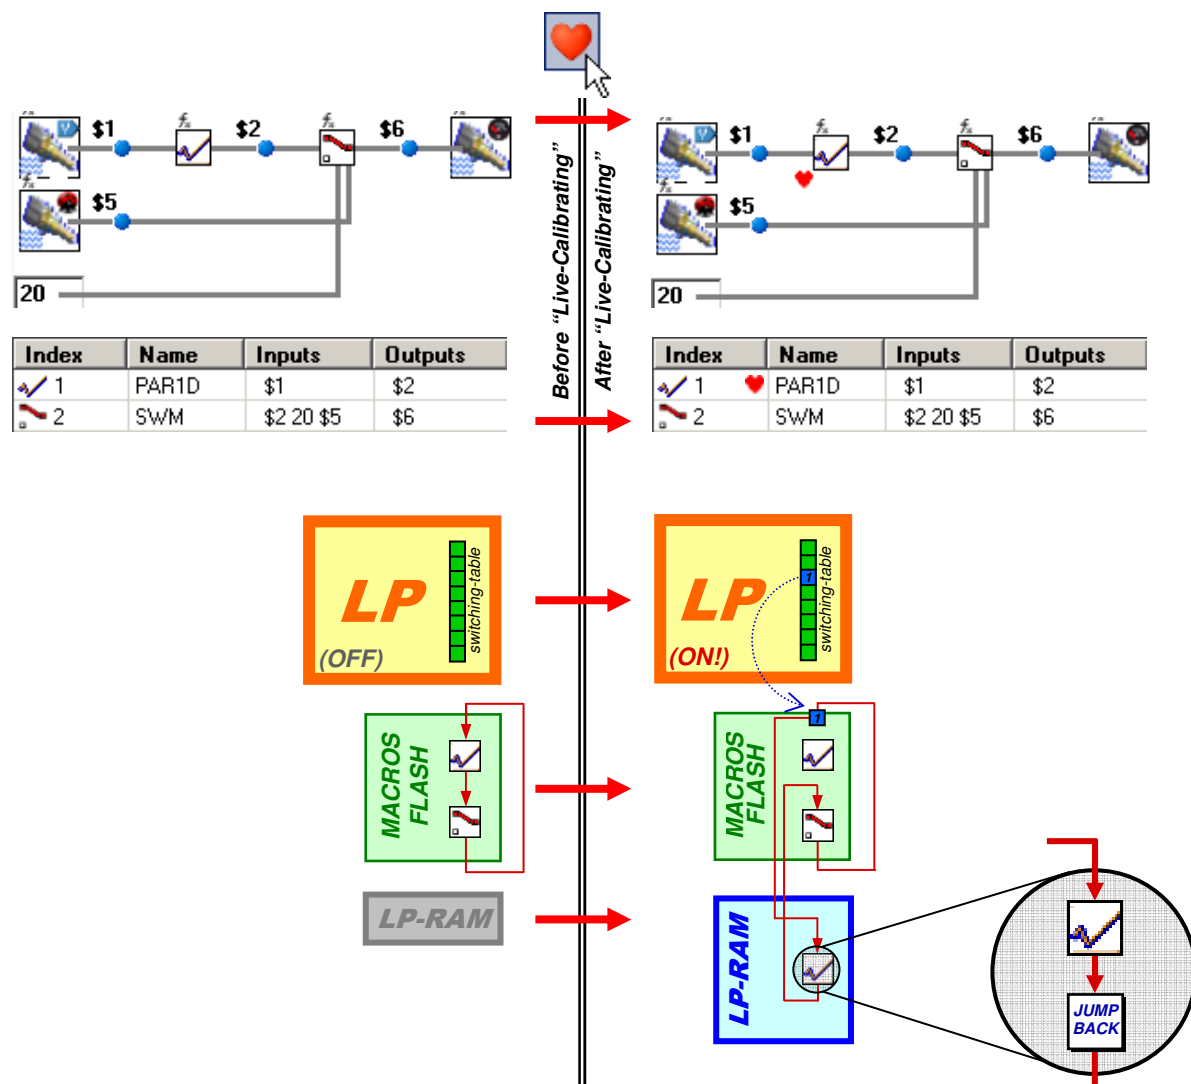 $1
$2
$6
$5
20
Index Name Inputs Outputs
1 PAR1D $1 $2
2 SWM $2 20 $5 $6
Before “Live-Calibrating”
After “Live-Calibrating”
$1
$2
$6
$5
20
Index Name Inputs Outputs
1 PAR1D $1 $2
2 SWM $2 20 $5 $6
LP
(OFF)
switching-table
LP
(ON!)
1
switching-table
MACROS
FLASH
1
MACROS
FLASH
LP-RAM
LP-RAM
JUMP
BACK